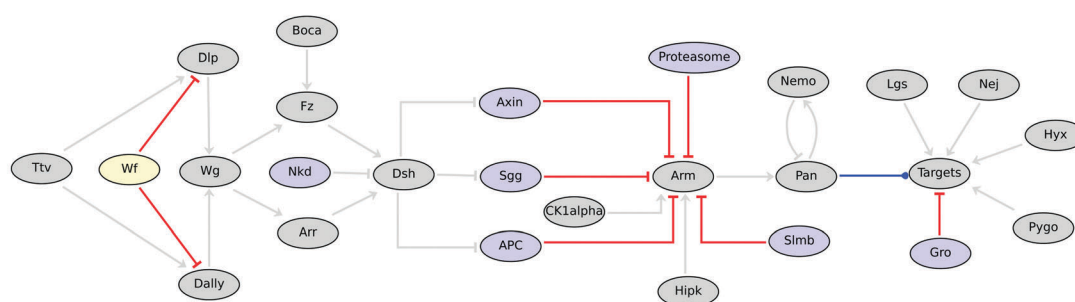 Boca
Dlp
Proteasome
Nemo
Lgs
Nej
Fz
Axin
Hyx
Ttv
Wf
Wg
Nkd
Dsh
Sgg
Arm
Pan
Targets
CK1alpha
Arr
APC
Slmb
Pygo
Gro
Dally
Hipk